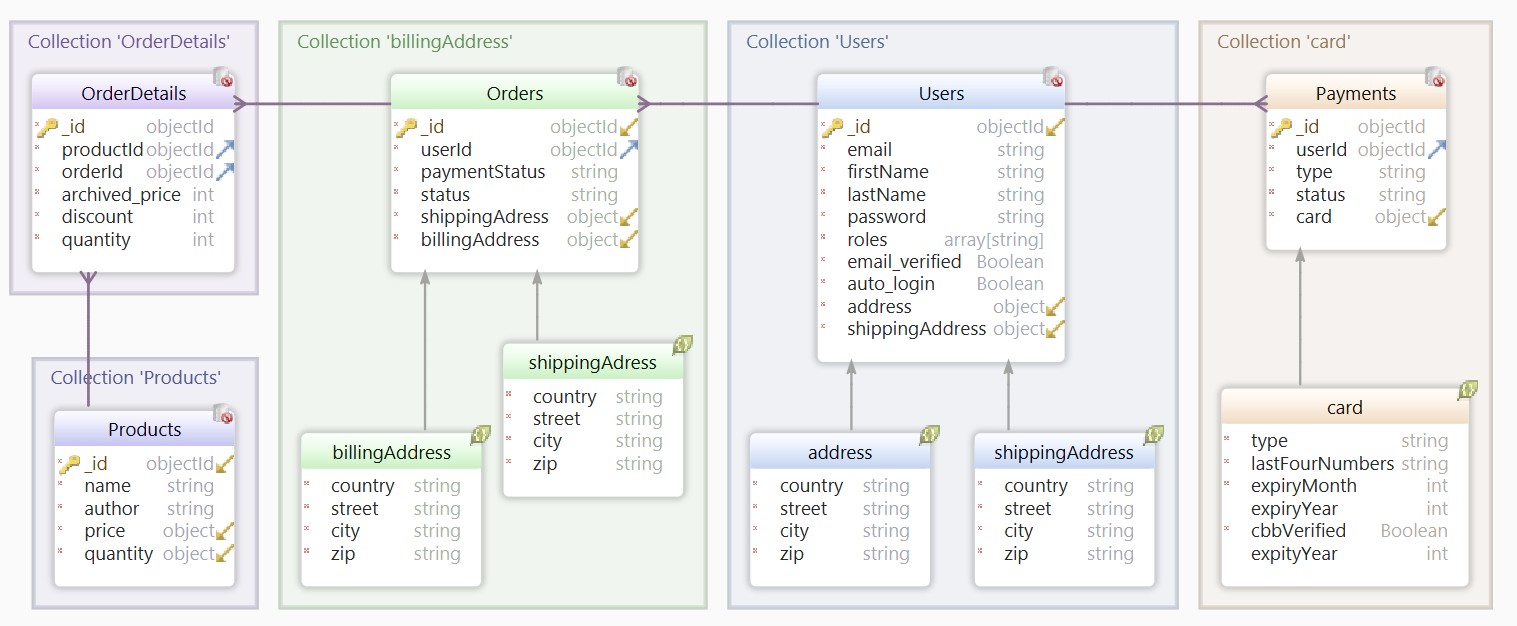 Collection 'OrderDetails'
OrderDetails
_id objectId
productId objectId
orderId objectId
archived_price int
discount int
quantity int
Collection 'Products'
Products
_id objectId
name string
author string
price object
quantity object
Collection 'billingAddress'
Orders
_id objectId
userId objectId
paymentStatus string
status string
shippingAdress object
billingAddress object
shippingAdress
country string
street string
city string
zip string
billingAddress
country string
street string
city string
zip string
Collection 'Users'
Users
_id objectId
email string
firstName string
lastName string
password string
roles array[string]
email_verified Boolean
auto_login Boolean
address object
shippingAddress object
address
country string
street string
city string
zip string
shippingAddress
country string
street string
city string
zip string
Collection 'card'
Payments
_id objectId
userId objectId
type string
status string
card object
card
type string
lastFourNumbers string
expiryMonth int
expiryYear int
cbbVerified Boolean
expityYear int